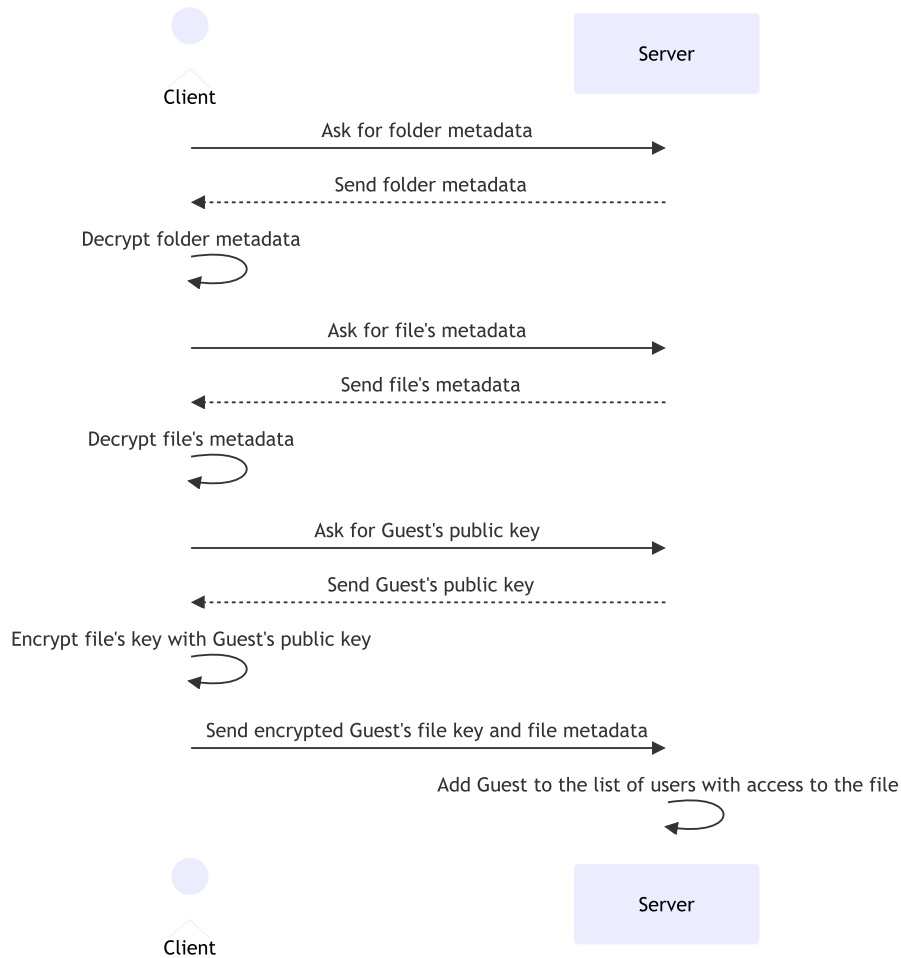 Client
Server
Ask for folder metadata
Send folder metadata
Decrypt folder metadata
Ask for file's metadata
Send file's metadata
Decrypt file's metadata
Ask for Guest's public key
Send Guest's public key
Encrypt file's key with Guest's public key
Send encrypted Guest's file key and file metadata
Add Guest to the list of users with access to the file
Client
Server